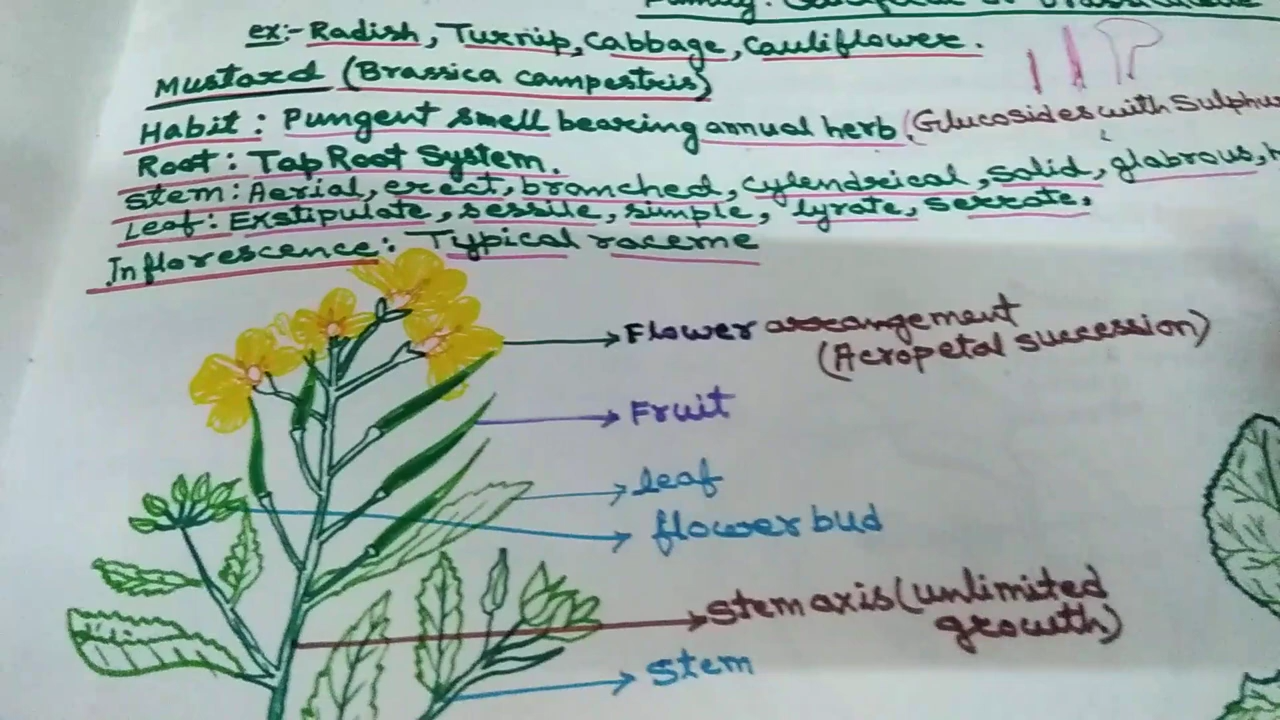 Family:
ex:- Radish, Turnip, Cabbage, Cauliflower.
Mustard (Brassica campestris)
Habit: Pungent smell bearing annual herb (Glucosides with Sulphur
Root: Tap Root System.
Stem: Aerial, erect, branched, cylendrical, solid, glabrous,
Leaf: Exstipulate, sessile, simple, lyrate, serrate,
Inflorescence: Typical raceme
Flower arrangement
(Acropetal succession)
Fruit
leaf
flower bud
stem axis (unlimited
growth)
stem